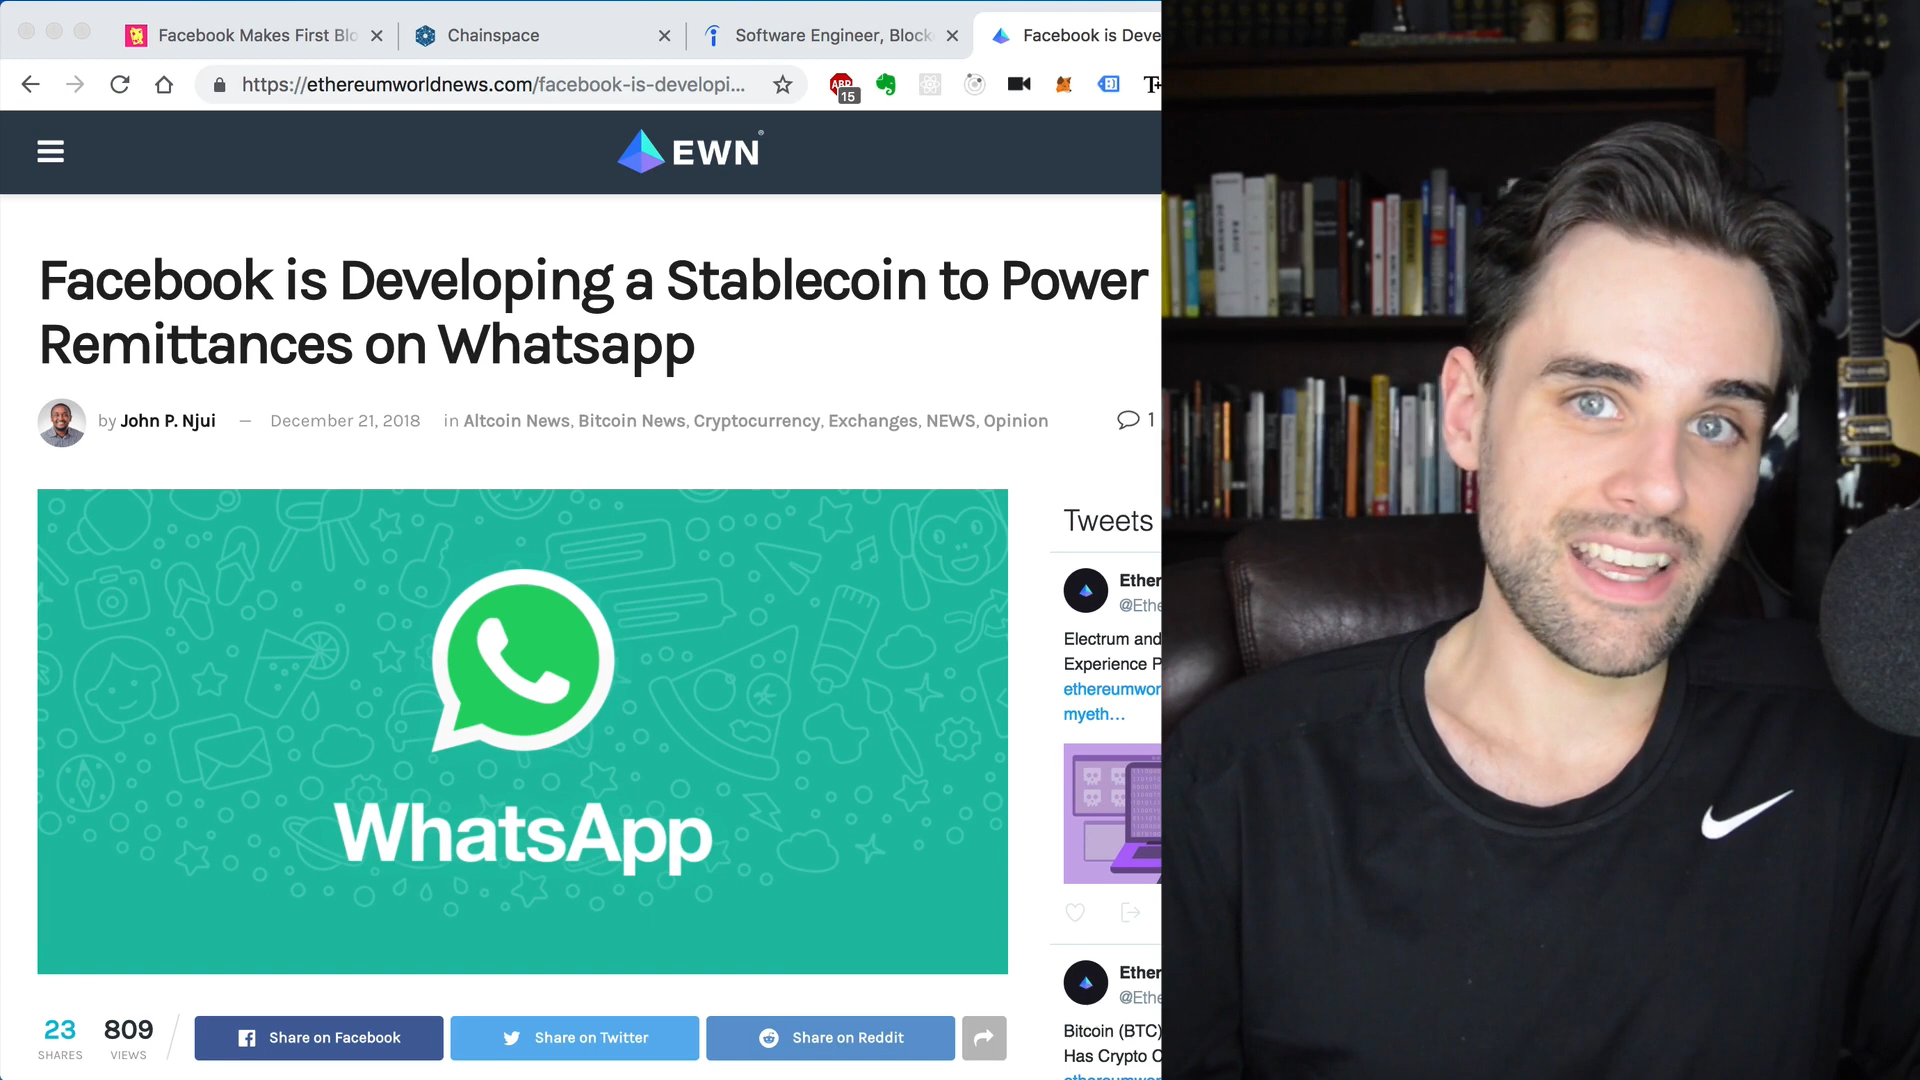 Facebook Makes First Blo
Chainspace
Software Engineer, Block
Facebook is Deve
https://ethereumworldnews.com/facebook-is-developi...
ABP
15
T+
EWN
Facebook is Developing a Stablecoin to Power
Remittances on Whatsapp
by John P. Njui — December 21, 2018 in Altcoin News, Bitcoin News, Cryptocurrency, Exchanges, NEWS, Opinion
1
WhatsApp
Tweets
Ether
@Ethe
Electrum and
Experience P
ethereumwor
myeth…
Ether
@Ethe
Bitcoin (BTC)
Has Crypto C
ethereumwor
23
SHARES
809
VIEWS
Share on Facebook
Share on Twitter
Share on Reddit